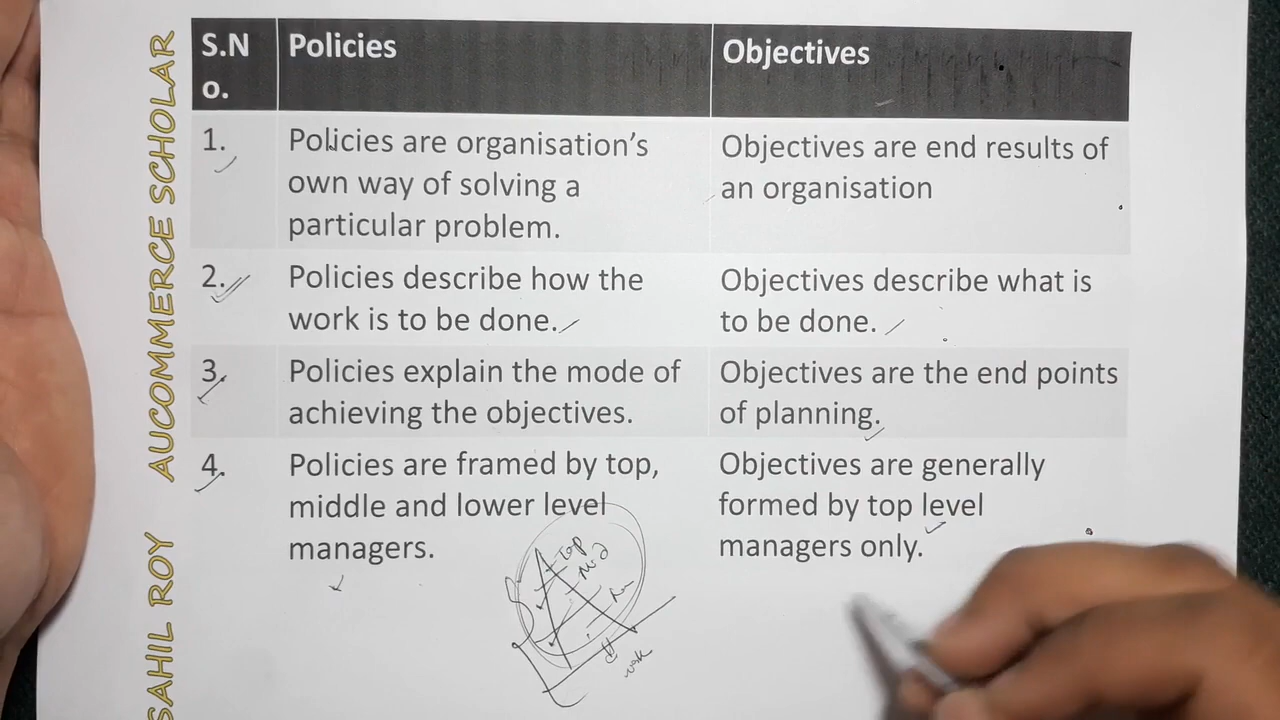 SAHIL ROY AUCOMMERCE SCHOLAR
S.N
o.
Policies
Objectives
1.
Policies are organisation's
own way of solving a
particular problem.
Objectives are end results of
an organisation
2.
Policies describe how the
work is to be done.
Objectives describe what is
to be done.
3.
Policies explain the mode of
achieving the objectives.
Objectives are the end points
of planning.
4.
Policies are framed by top,
middle and lower level
managers.
Objectives are generally
formed by top level
managers only.
Top
work